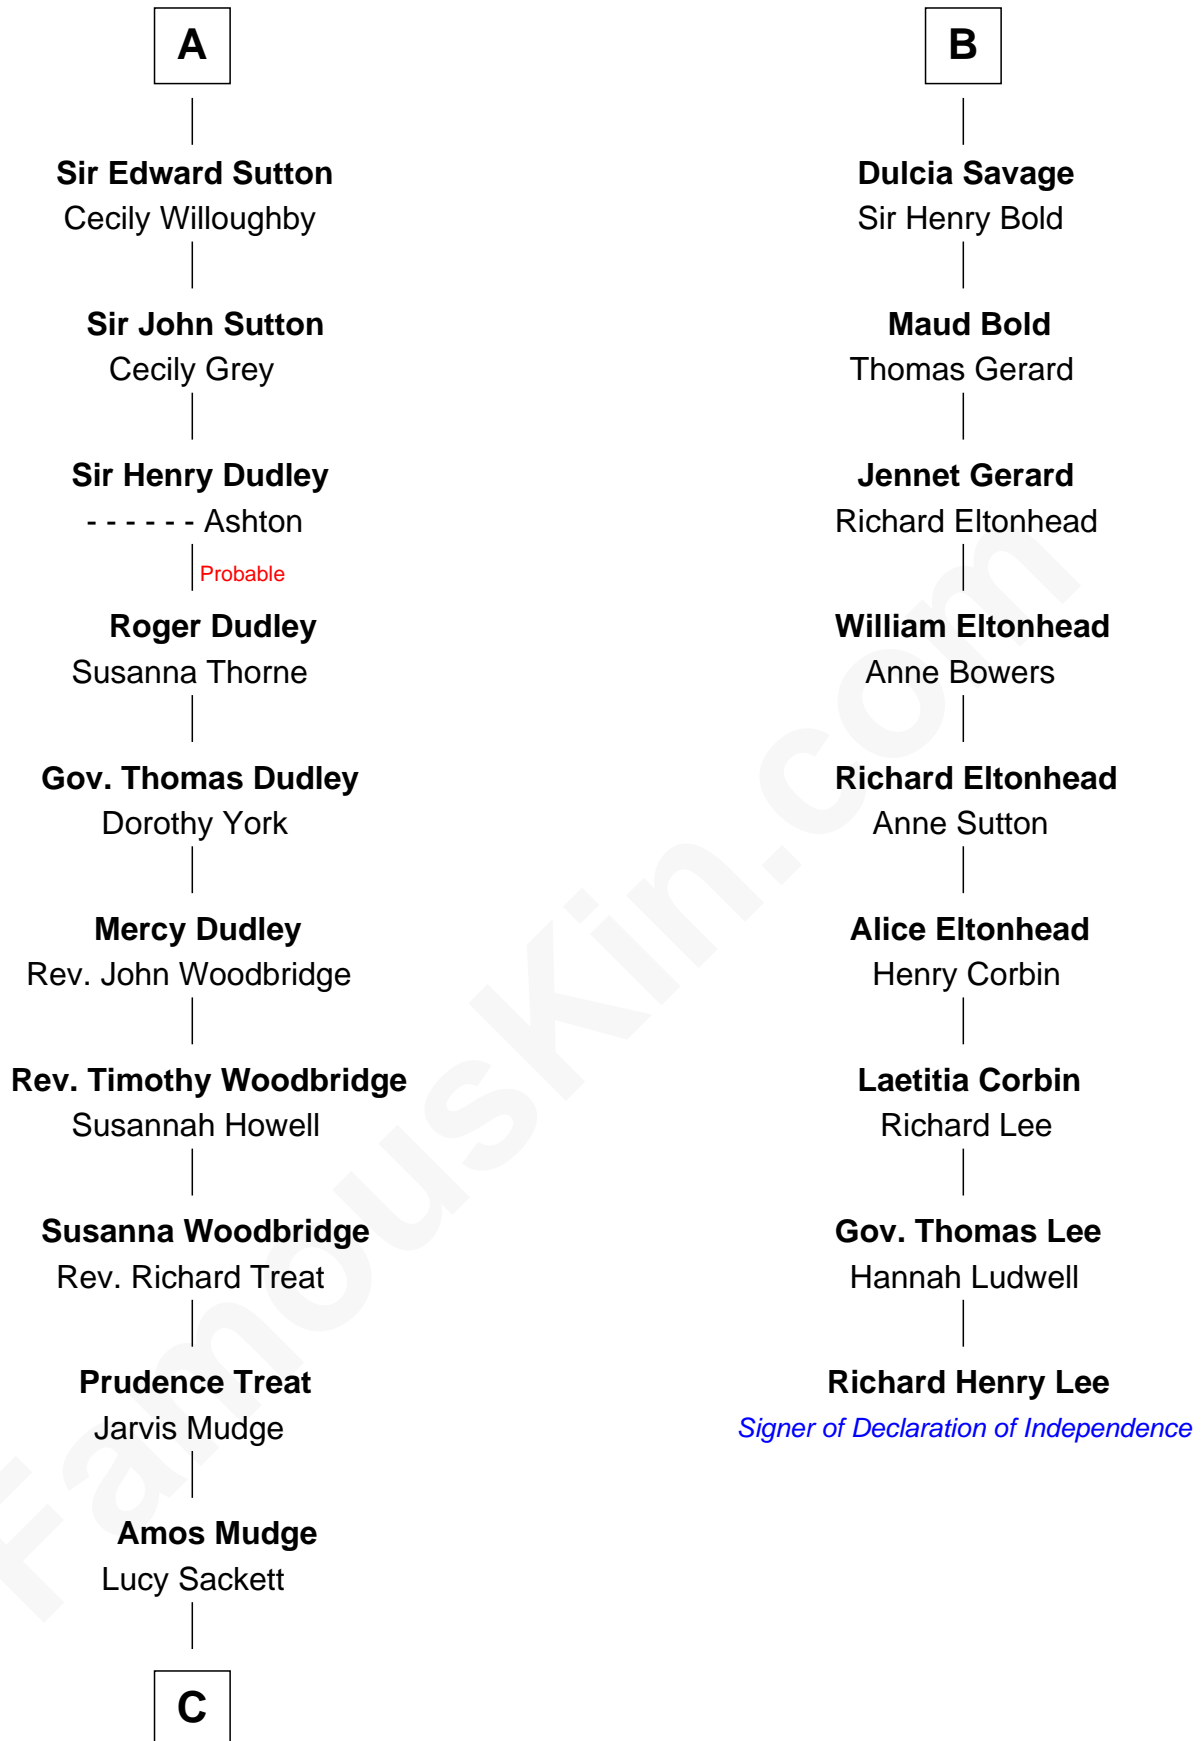 A
Sir Edward Sutton
Cecily Willoughby
Sir John Sutton
Cecily Grey
Sir Henry Dudley
- - - - - - Ashton
Probable
Roger Dudley
Susanna Thorne
Gov. Thomas Dudley
Dorothy York
Mercy Dudley
Rev. John Woodbridge
Rev. Timothy Woodbridge
Susannah Howell
Susanna Woodbridge
Rev. Richard Treat
Prudence Treat
Jarvis Mudge
Amos Mudge
Lucy Sackett
C
B
Dulcia Savage
Sir Henry Bold
Maud Bold
Thomas Gerard
Jennet Gerard
Richard Eltonhead
William Eltonhead
Anne Bowers
Richard Eltonhead
Anne Sutton
Alice Eltonhead
Henry Corbin
Laetitia Corbin
Richard Lee
Gov. Thomas Lee
Hannah Ludwell
Richard Henry Lee
Signer of Declaration of Independence
FamousKin.com